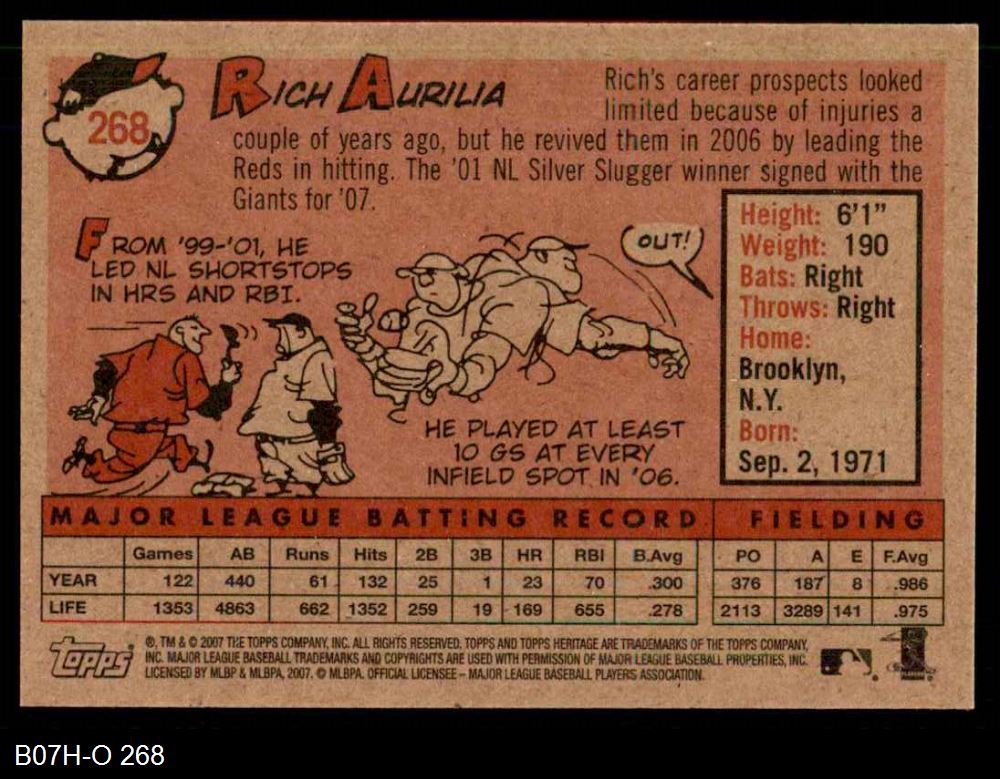 268
RICH AURILIA
Rich's career prospects looked
limited because of injuries a
couple of years ago, but he revived them in 2006 by leading the
Reds in hitting. The '01 NL Silver Slugger winner signed with the
Giants for '07.
FROM '99-'01, HE
LED NL SHORTSTOPS
IN HRS AND RBI.
OUT!
HE PLAYED AT LEAST
10 GS AT EVERY
INFIELD SPOT IN '06.
Height: 6'1"
Weight: 190
Bats: Right
Throws: Right
Home:
Brooklyn,
N.Y.
Born:
Sep. 2, 1971
MAJOR LEAGUE BATTING RECORD FIELDING
Games AB Runs Hits 2B 3B HR RBI B.Avg PO A E F.Avg
YEAR 122 440 61 132 25 1 23 70 .300 376 187 8 .986
LIFE 1353 4863 662 1352 259 19 169 655 .278 2113 3289 141 .975
Topps
®, TM & © 2007 THE TOPPS COMPANY, INC. ALL RIGHTS RESERVED. TOPPS AND TOPPS HERITAGE ARE TRADEMARKS OF THE TOPPS COMPANY,
INC. MAJOR LEAGUE BASEBALL TRADEMARKS AND COPYRIGHTS ARE USED WITH PERMISSION OF MAJOR LEAGUE BASEBALL PROPERTIES, INC.
LICENSED BY MLBP & MLBPA, 2007. © MLBPA. OFFICIAL LICENSEE – MAJOR LEAGUE BASEBALL PLAYERS ASSOCIATION.
B07H-O 268